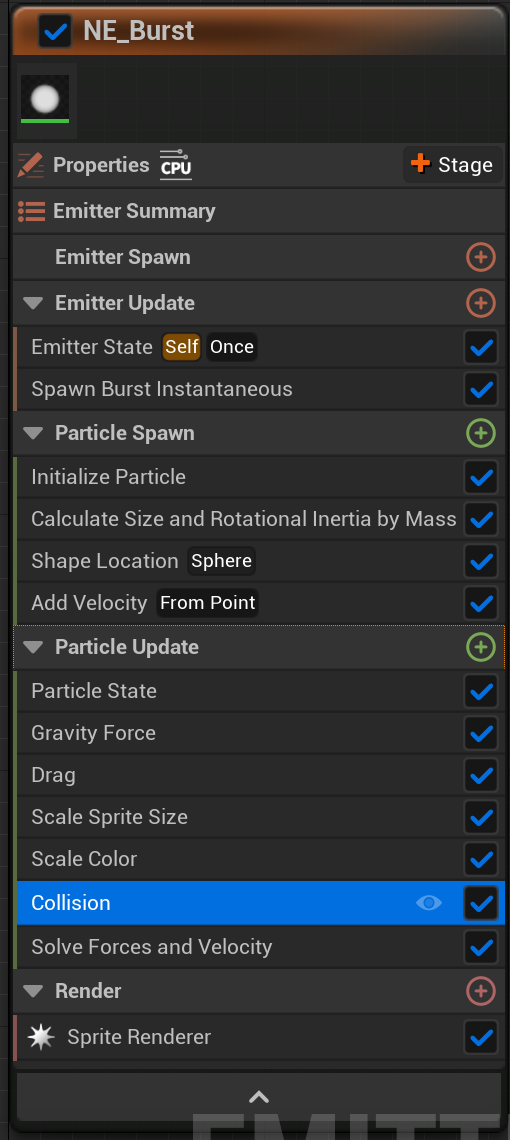 NE_Burst
Properties CPU Stage
Emitter Summary
Emitter Spawn
Emitter Update
Emitter State Self Once
Spawn Burst Instantaneous
Particle Spawn
Initialize Particle
Calculate Size and Rotational Inertia by Mass
Shape Location Sphere
Add Velocity From Point
Particle Update
Particle State
Gravity Force
Drag
Scale Sprite Size
Scale Color
Collision
Solve Forces and Velocity
Render
Sprite Renderer